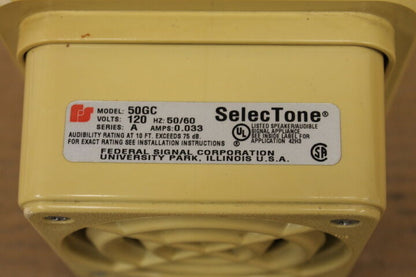 MODEL: 50GC
VOLTS: 120 HZ: 50/60
SERIES: A AMPS: 0.033
AUDIBILITY RATING AT 10 FT. EXCEEDS 75 dB.
FOR EXACT RATING SEE INSTALLATION INSTRUCTIONS
SelecTone®
UL ®
LISTED SPEAKER/AUDIBLE
SIGNAL APPLIANCE
SEE INSIDE LABEL FOR
APPLICATION 42H3
FEDERAL SIGNAL CORPORATION
UNIVERSITY PARK, ILLINOIS U.S.A.